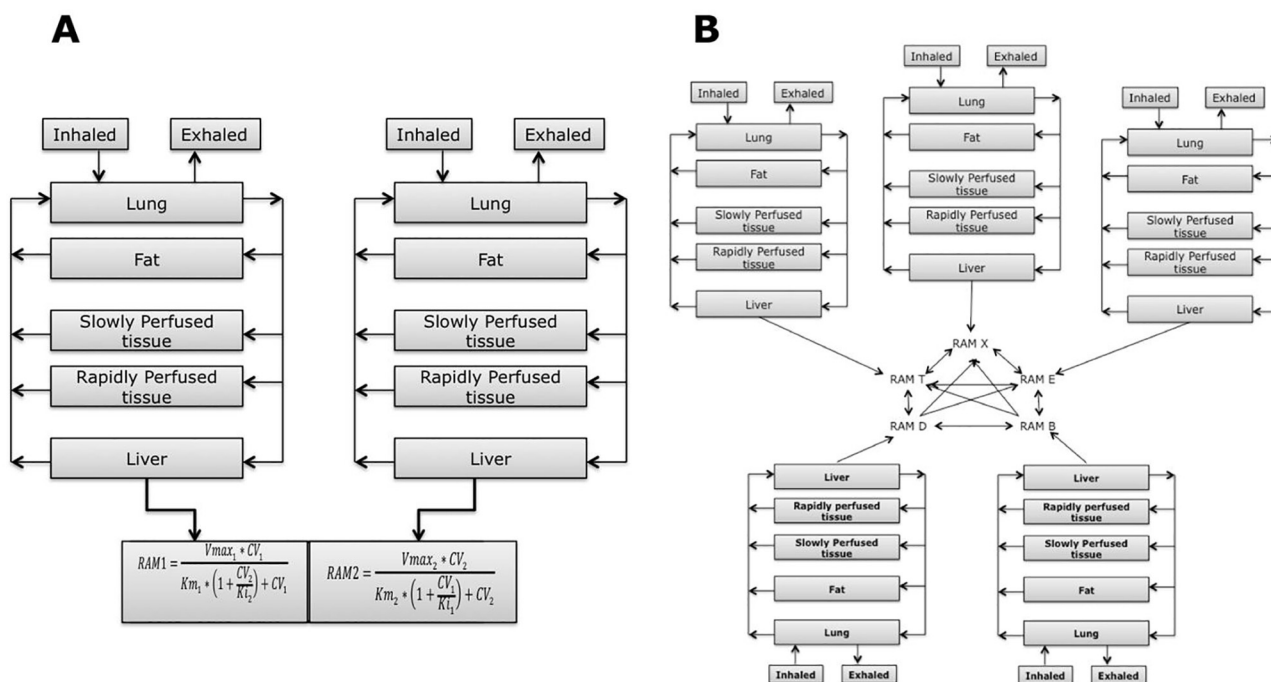 A
Inhaled
Exhaled
Lung
Fat
Slowly Perfused
tissue
Rapidly Perfused
tissue
Liver
Inhaled
Exhaled
Lung
Fat
Slowly Perfused
tissue
Rapidly Perfused
tissue
Liver
RAM1 = Vmax₁ * CV₁ / Km₁ * (1 + CV₂ / Ki₂) + CV₁
RAM2 = Vmax₂ * CV₂ / Km₂ * (1 + CV₁ / Ki₁) + CV₂
B
Inhaled
Exhaled
Lung
Fat
Slowly Perfused
tissue
Rapidly Perfused
tissue
Liver
Inhaled
Exhaled
Lung
Fat
Slowly Perfused
tissue
Rapidly Perfused
tissue
Liver
Inhaled
Exhaled
Lung
Fat
Slowly Perfused
tissue
Rapidly Perfused
tissue
Liver
RAM X
RAM T
RAM E
RAM D
RAM B
Liver
Rapidly perfused
tissue
Slowly Perfused
tissue
Fat
Lung
Inhaled
Exhaled
Liver
Rapidly perfused
tissue
Slowly Perfused
tissue
Fat
Lung
Inhaled
Exhaled